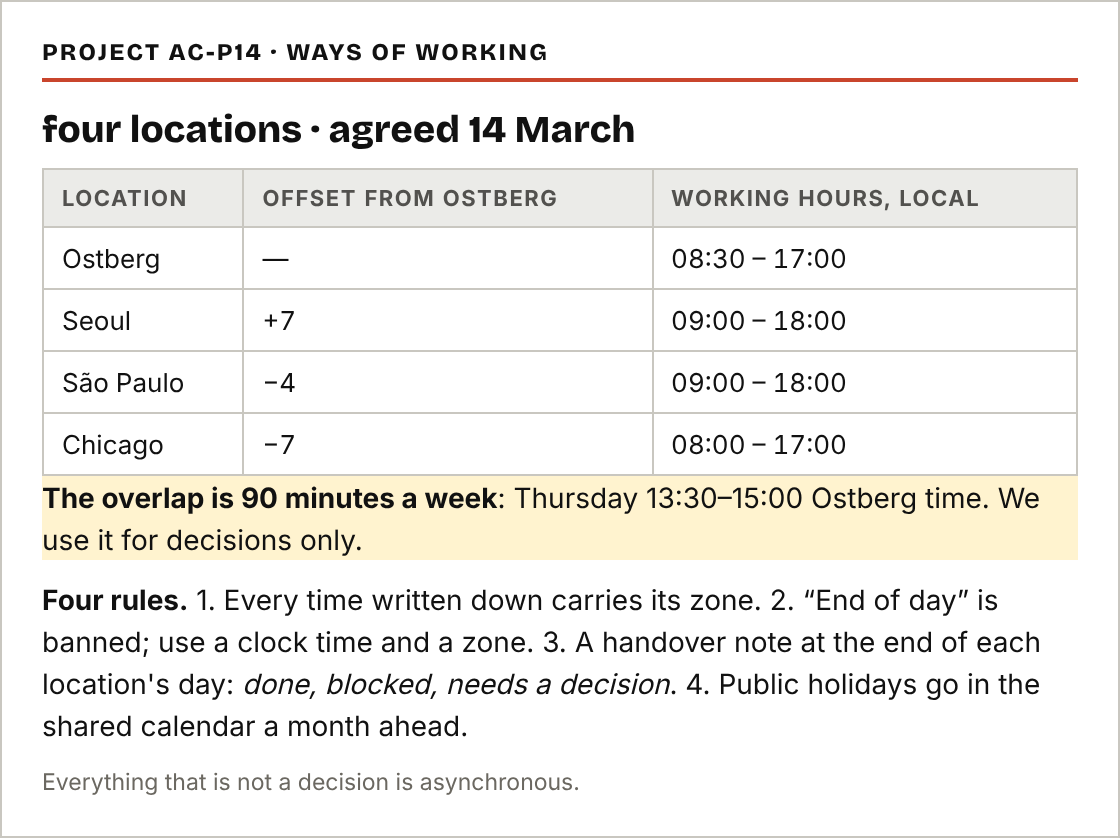 PROJECT AC-P14 · WAYS OF WORKING
four locations · agreed 14 March
LOCATION OFFSET FROM OSTBERG WORKING HOURS, LOCAL
Ostberg — 08:30 – 17:00
Seoul +7 09:00 – 18:00
São Paulo −4 09:00 – 18:00
Chicago −7 08:00 – 17:00
The overlap is 90 minutes a week: Thursday 13:30–15:00 Ostberg time. We
use it for decisions only.
Four rules. 1. Every time written down carries its zone. 2. “End of day” is
banned; use a clock time and a zone. 3. A handover note at the end of each
location's day: done, blocked, needs a decision. 4. Public holidays go in the
shared calendar a month ahead.
Everything that is not a decision is asynchronous.